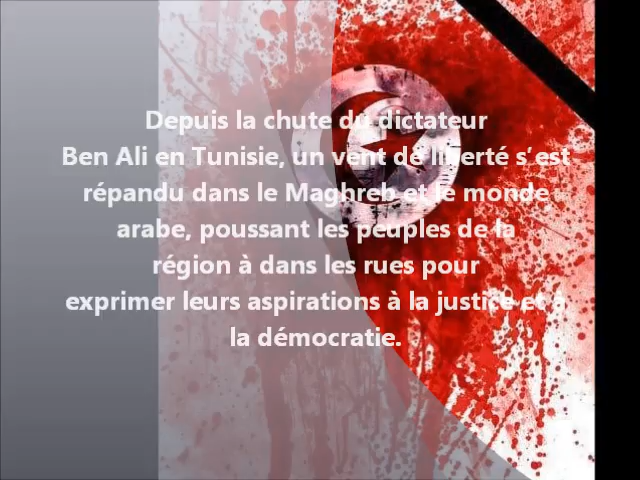 Depuis la chute du dictateur
Ben Ali en Tunisie, un vent de liberté s’est
répandu dans le Maghreb et le monde
arabe, poussant les peuples de la
région à dans les rues pour
exprimer leurs aspirations à la justice et à
la démocratie.